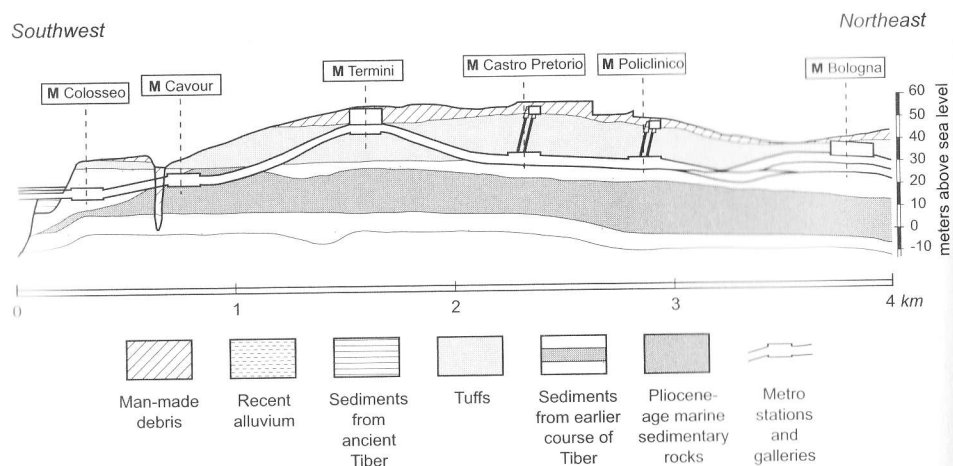 Southwest
Northeast
M Colosseo
M Cavour
M Termini
M Castro Pretorio
M Policlinico
M Bologna
60
50
40
30
20
10
0
-10
meters above sea level
0
1
2
3
4 km
Man-made
debris
Recent
alluvium
Sediments
from
ancient
Tiber
Tuffs
Sediments
from earlier
course of
Tiber
Pliocene-
age marine
sedimentary
rocks
Metro
stations
and
galleries